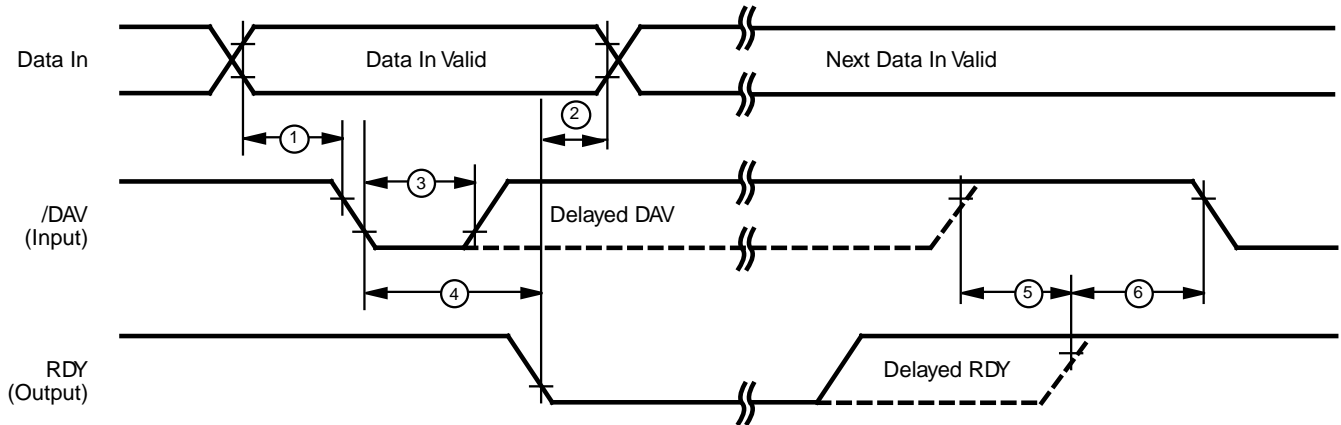 Data In
Data In Valid
Next Data In Valid
1
2
3
/DAV
(Input)
Delayed DAV
4
5
6
RDY
(Output)
Delayed RDY